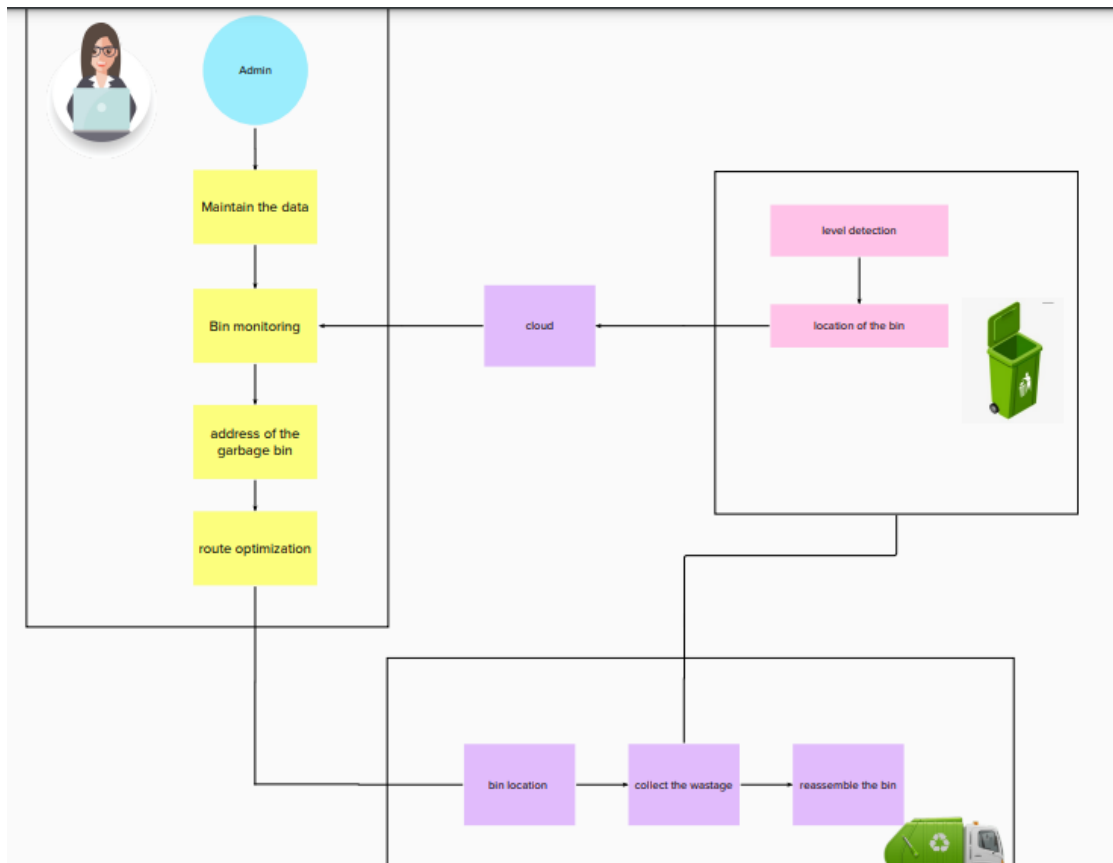 Admin
Maintain the data
level detection
Bin monitoring
cloud
location of the bin
address of the
garbage bin
route optimization
bin location
collect the wastage
reassemble the bin